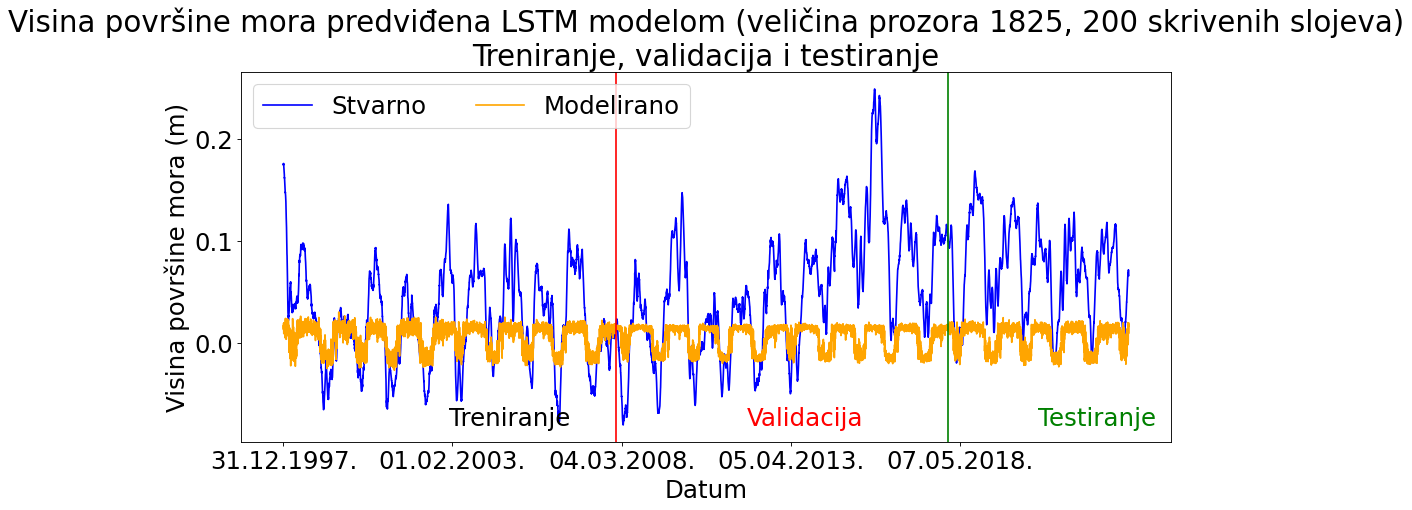 Visina površine mora predviđena LSTM modelom (veličina prozora 1825, 200 skrivenih slojeva)
Treniranje, validacija i testiranje
Stvarno
Modelirano
Visina površine mora (m)
0.2
0.1
0.0
Treniranje
Validacija
Testiranje
31.12.1997.
01.02.2003.
04.03.2008.
05.04.2013.
07.05.2018.
Datum